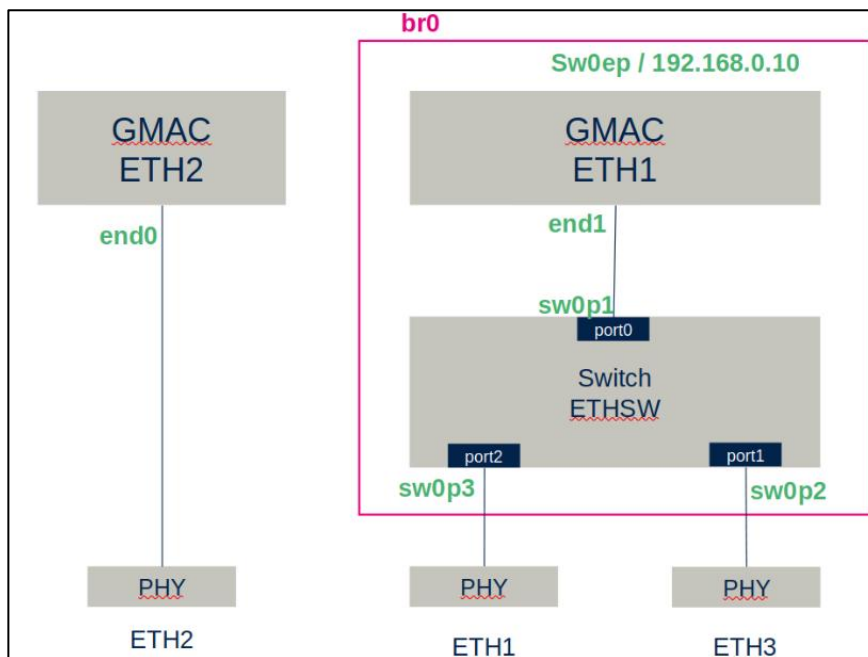 br0
Sw0ep / 192.168.0.10
GMAC
ETH2
GMAC
ETH1
end0
end1
sw0p1
port0
Switch
ETHSW
port2
port1
sw0p3
sw0p2
PHY
PHY
PHY
ETH2
ETH1
ETH3